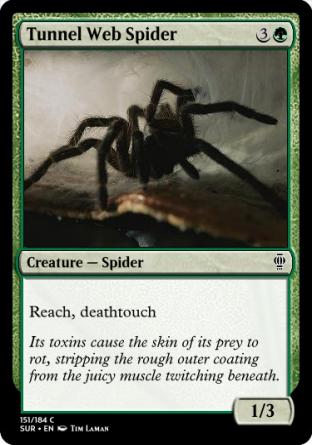 Tunnel Web Spider 3
Creature — Spider
Reach, deathtouch
Its toxins cause the skin of its prey to
rot, stripping the rough outer coating
from the juicy muscle twitching beneath.
1/3
151/184 C
SUR • EN TIM LAMAN